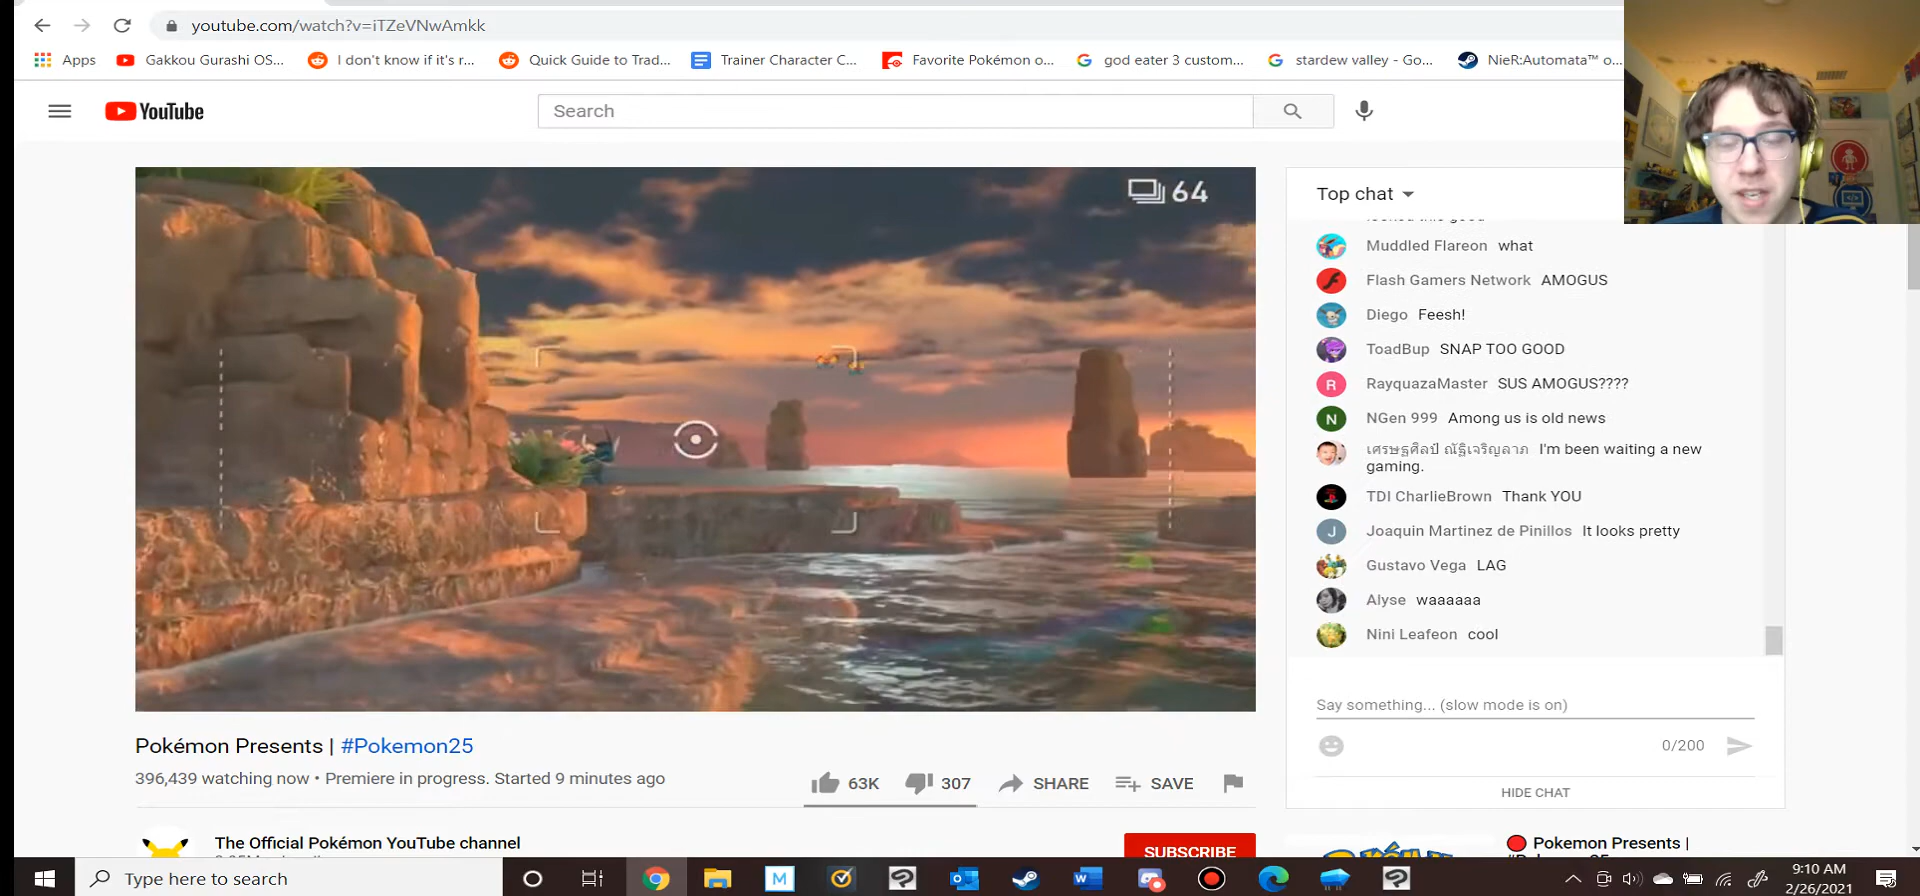 youtube.com/watch?v=iTZeVNwAmkk
Apps Gakkou Gurashi OS... I don't know if it's r... Quick Guide to Trad... Trainer Character C... Favorite Pokémon o... god eater 3 custom... stardew valley - Go... NieR:Automata™ o...
YouTube
Search
64
Top chat
Muddled Flareon what
Flash Gamers Network AMOGUS
Diego Feesh!
ToadBup SNAP TOO GOOD
R RayquazaMaster SUS AMOGUS????
N NGen 999 Among us is old news
เศรษฐศิลป์ ณัฏิเจริญลาภ I'm been waiting a new
gaming.
TDI CharlieBrown Thank YOU
J Joaquin Martinez de Pinillos It looks pretty
Gustavo Vega LAG
Alyse waaaaaa
Nini Leafeon cool
Say something... (slow mode is on)
0/200
HIDE CHAT
Pokémon Presents | #Pokemon25
396,439 watching now • Premiere in progress. Started 9 minutes ago
63K 307 SHARE SAVE
The Official Pokémon YouTube channel
SUBSCRIBE
Pokemon Presents |
Type here to search
9:10 AM
2/26/2021